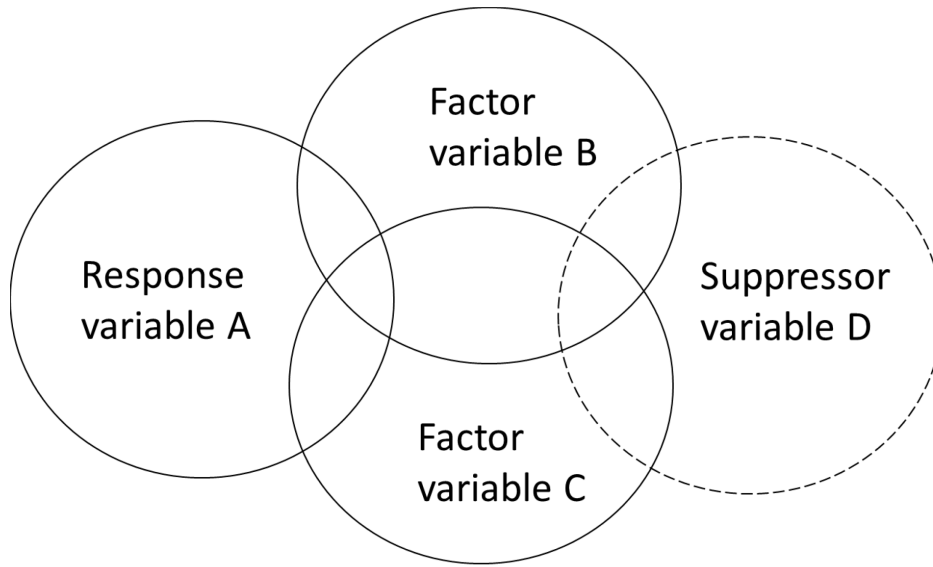 Factor
variable B
Response
variable A
Suppressor
variable D
Factor
variable C